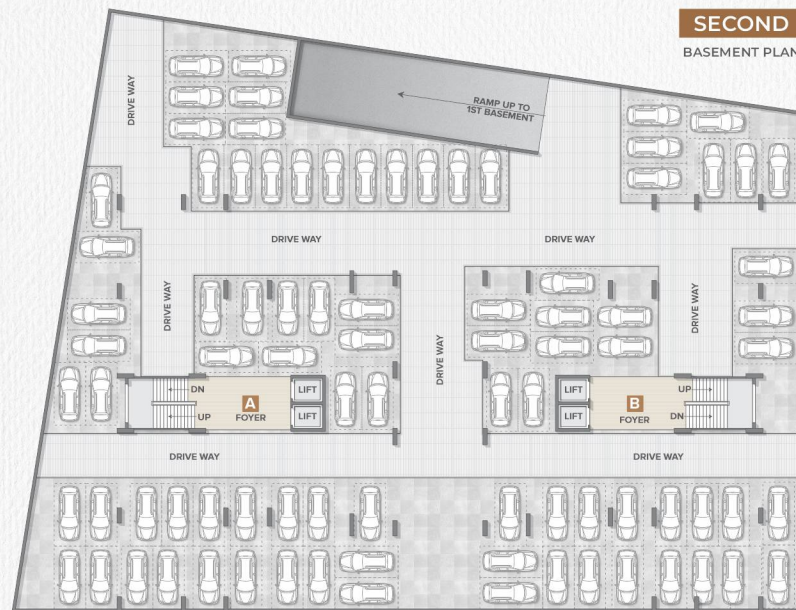 SECOND
BASEMENT PLAN
DRIVE WAY
RAMP UP TO
1ST BASEMENT
DRIVE WAY
DRIVE WAY
DRIVE WAY
DRIVE WAY
DRIVE WAY
DN
UP
A
FOYER
LIFT
LIFT
LIFT
LIFT
B
FOYER
UP
DN
DRIVE WAY
DRIVE WAY